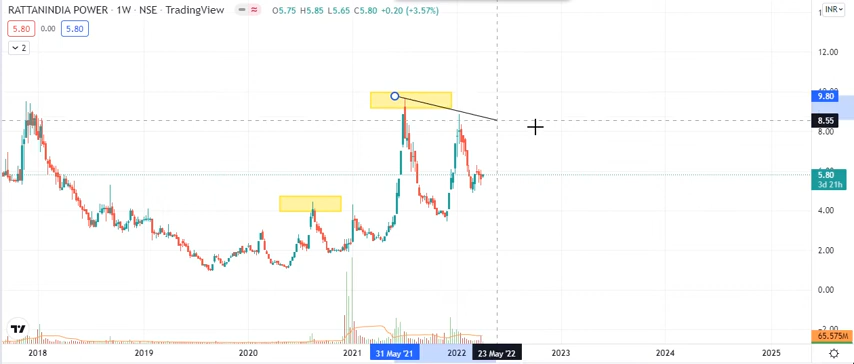 RATTANINDIA POWER · 1W · NSE · TradingView
O5.75 H5.85 L5.65 C5.80 +0.20 (+3.57%)
INR
5.80 0.00 5.80
2
12.00
10.00
9.80
8.55
8.00
5.80
3d 21h
4.00
2.00
0.00
65.575M
2018 2019 2020 2021 31 May '21 2022 23 May '22 2023 2024 2025